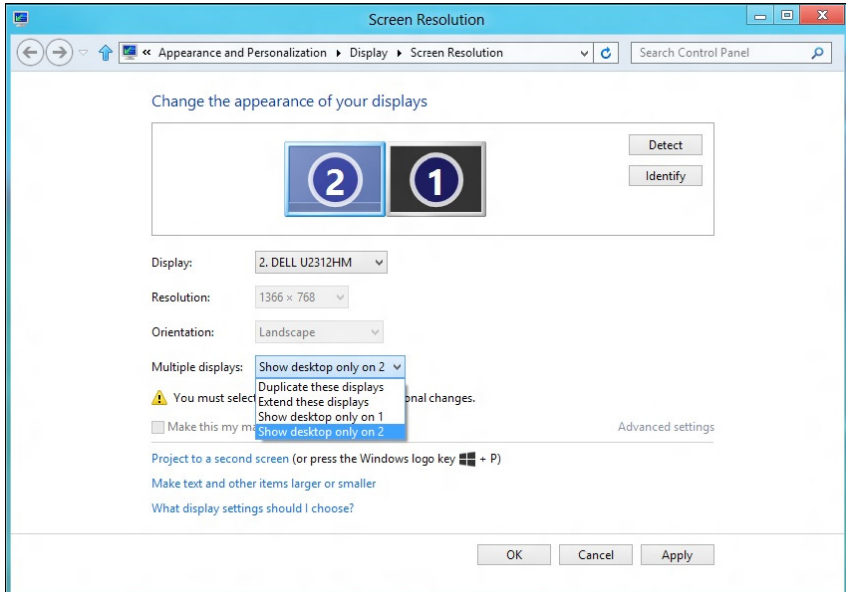 Screen Resolution
« Appearance and Personalization Display Screen Resolution
Search Control Panel
Change the appearance of your displays
2
1
Detect
Identify
Display: 2. DELL U2312HM
Resolution: 1366 × 768
Orientation: Landscape
Multiple displays: Show desktop only on 2
Duplicate these displays
You must select onal changes.
Extend these displays
Show desktop only on 1
Make this my ma Advanced settings
Show desktop only on 2
Project to a second screen (or press the Windows logo key + P)
Make text and other items larger or smaller
What display settings should I choose?
OK Cancel Apply